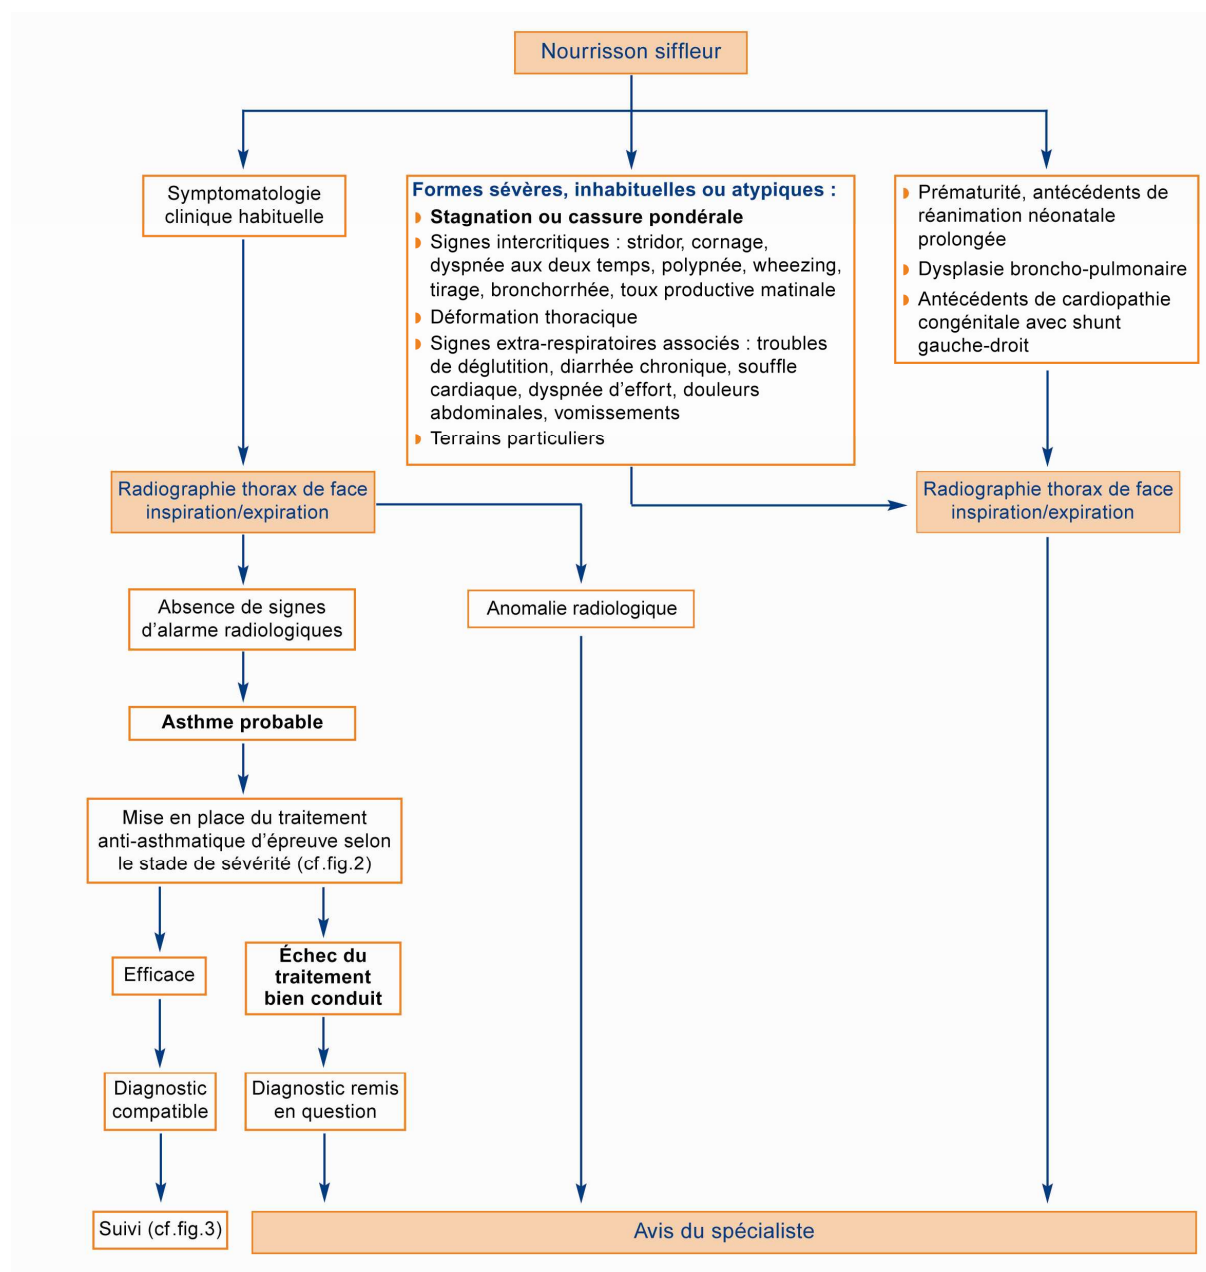 Nourrisson siffleur
Symptomatologie
clinique habituelle
Formes sévères, inhabituelles ou atypiques :
Stagnation ou cassure pondérale
Signes intercritiques : stridor, cornage,
dyspnée aux deux temps, polypnée, wheezing,
tirage, bronchorrhée, toux productive matinale
Déformation thoracique
Signes extra-respiratoires associés : troubles
de déglutition, diarrhée chronique, souffle
cardiaque, dyspnée d’effort, douleurs
abdominales, vomissements
Terrains particuliers
Prématurité, antécédents de
réanimation néonatale
prolongée
Dysplasie broncho-pulmonaire
Antécédents de cardiopathie
congénitale avec shunt
gauche-droit
Radiographie thorax de face
inspiration/expiration
Radiographie thorax de face
inspiration/expiration
Absence de signes
d’alarme radiologiques
Anomalie radiologique
Asthme probable
Mise en place du traitement
anti-asthmatique d’épreuve selon
le stade de sévérité (cf.fig.2)
Efficace
Échec du
traitement
bien conduit
Diagnostic
compatible
Diagnostic remis
en question
Suivi (cf.fig.3)
Avis du spécialiste